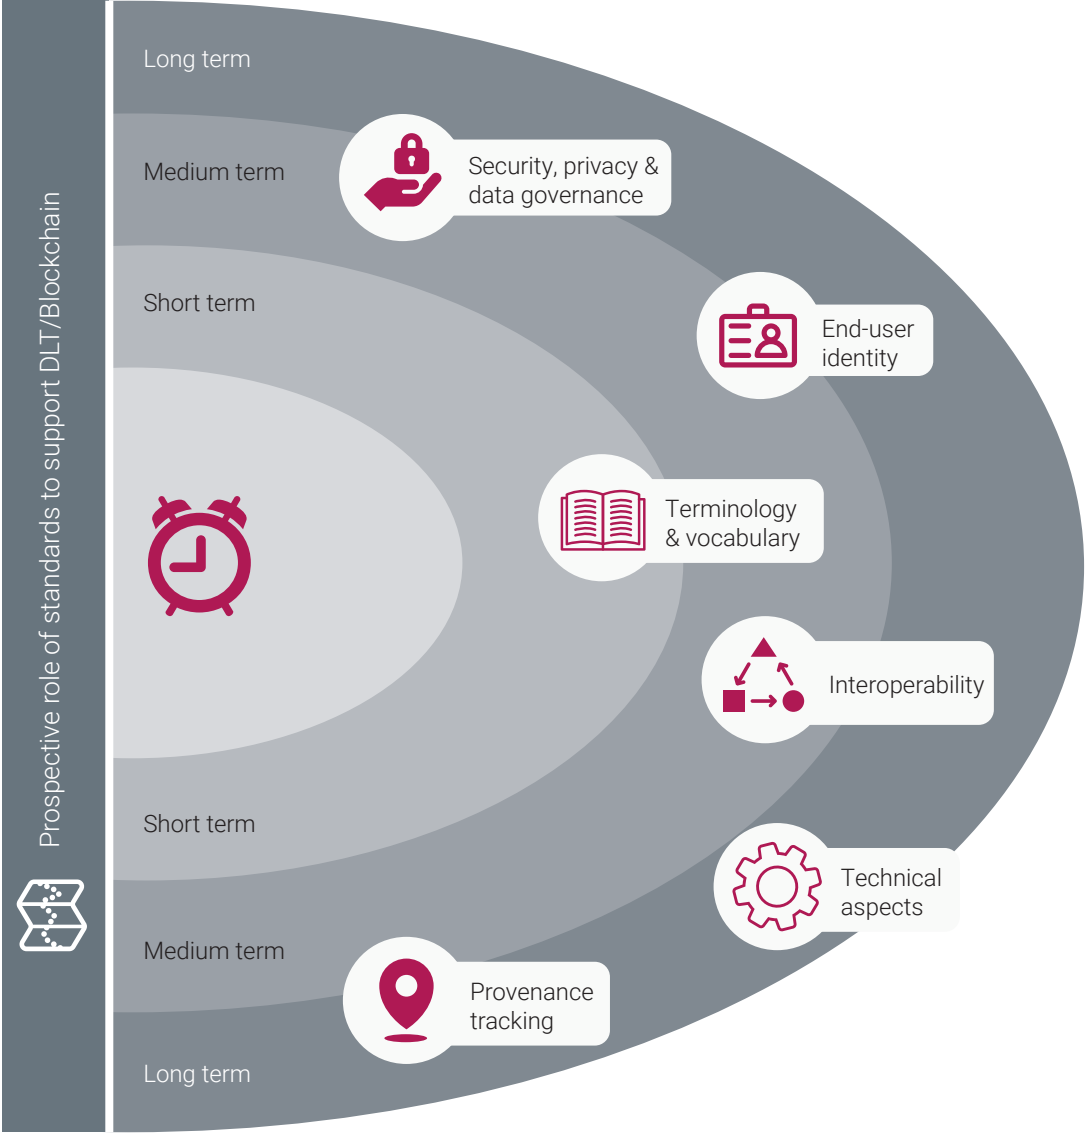 Prospective role of standards to support DLT/Blockchain
Long term
Medium term
Security, privacy &
data governance
Short term
End-user
identity
Terminology
& vocabulary
Interoperability
Short term
Technical
aspects
Medium term
Provenance
tracking
Long term